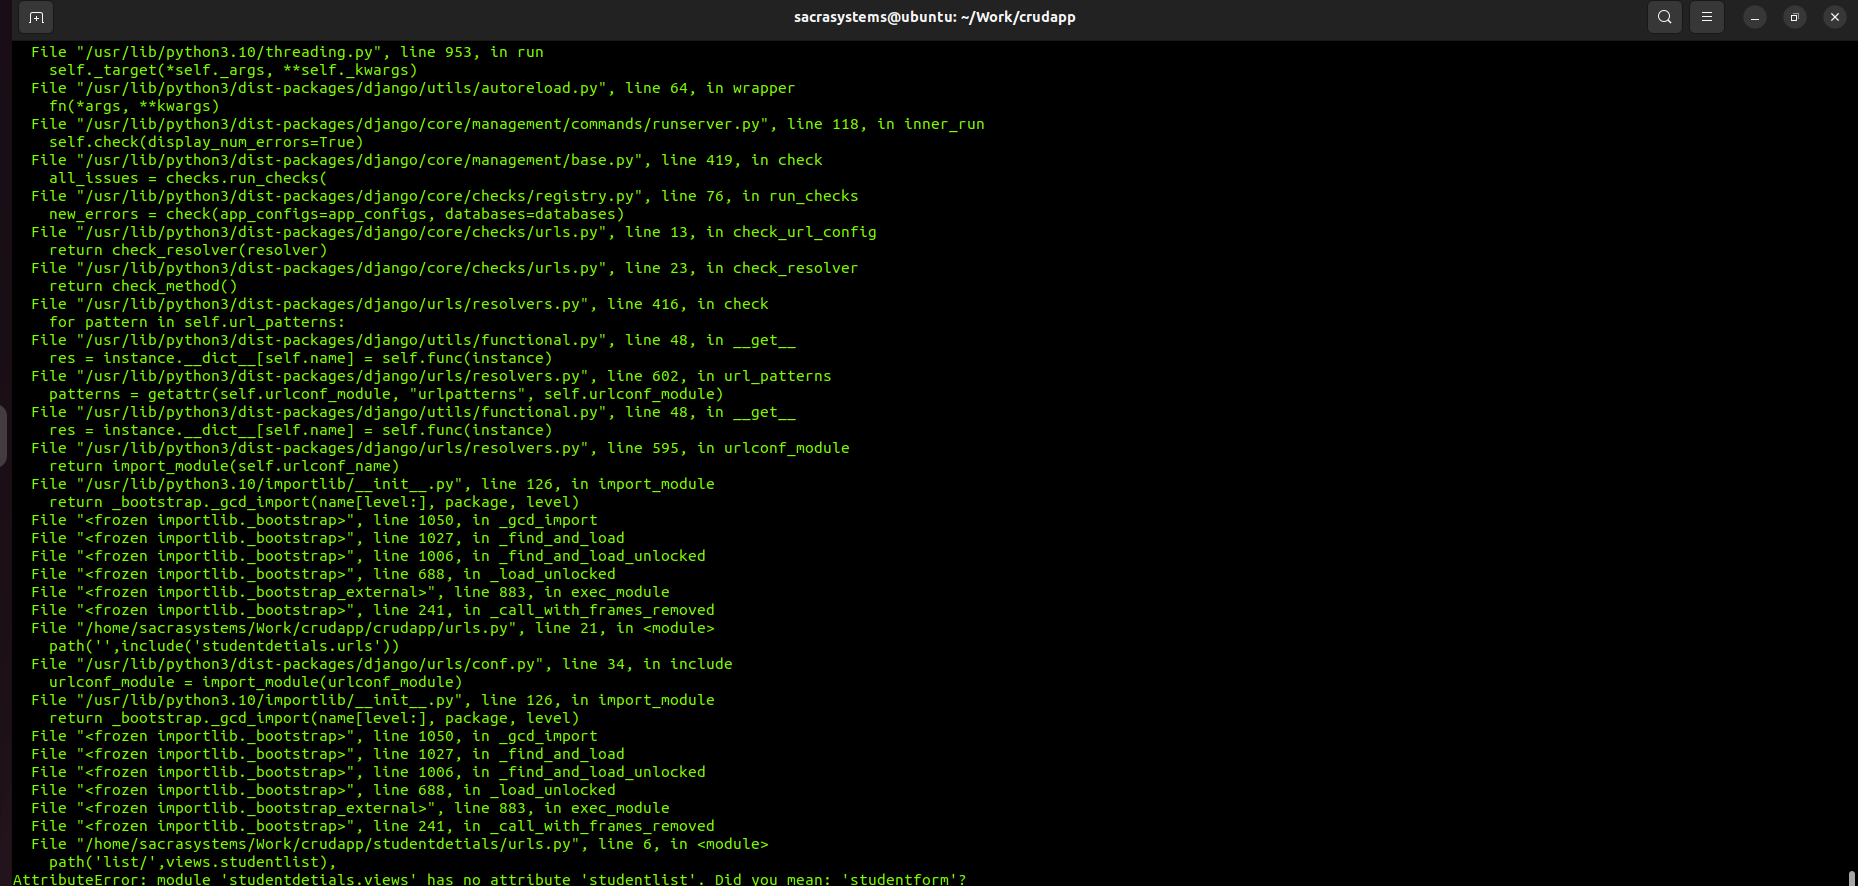 sacrasystems@ubuntu: ~/Work/crudapp
File "/usr/lib/python3.10/threading.py", line 953, in run
self._target(*self._args, **self._kwargs)
File "/usr/lib/python3/dist-packages/django/utils/autoreload.py", line 64, in wrapper
fn(*args, **kwargs)
File "/usr/lib/python3/dist-packages/django/core/management/commands/runserver.py", line 118, in inner_run
self.check(display_num_errors=True)
File "/usr/lib/python3/dist-packages/django/core/management/base.py", line 419, in check
all_issues = checks.run_checks(
File "/usr/lib/python3/dist-packages/django/core/checks/registry.py", line 76, in run_checks
new_errors = check(app_configs=app_configs, databases=databases)
File "/usr/lib/python3/dist-packages/django/core/checks/urls.py", line 13, in check_url_config
return check_resolver(resolver)
File "/usr/lib/python3/dist-packages/django/core/checks/urls.py", line 23, in check_resolver
return check_method()
File "/usr/lib/python3/dist-packages/django/urls/resolvers.py", line 416, in check
for pattern in self.url_patterns:
File "/usr/lib/python3/dist-packages/django/utils/functional.py", line 48, in __get__
res = instance.__dict__[self.name] = self.func(instance)
File "/usr/lib/python3/dist-packages/django/urls/resolvers.py", line 602, in url_patterns
patterns = getattr(self.urlconf_module, "urlpatterns", self.urlconf_module)
File "/usr/lib/python3/dist-packages/django/utils/functional.py", line 48, in __get__
res = instance.__dict__[self.name] = self.func(instance)
File "/usr/lib/python3/dist-packages/django/urls/resolvers.py", line 595, in urlconf_module
return import_module(self.urlconf_name)
File "/usr/lib/python3.10/importlib/__init__.py", line 126, in import_module
return _bootstrap._gcd_import(name[level:], package, level)
File "<frozen importlib._bootstrap>", line 1050, in _gcd_import
File "<frozen importlib._bootstrap>", line 1027, in _find_and_load
File "<frozen importlib._bootstrap>", line 1006, in _find_and_load_unlocked
File "<frozen importlib._bootstrap>", line 688, in _load_unlocked
File "<frozen importlib._bootstrap_external>", line 883, in exec_module
File "<frozen importlib._bootstrap>", line 241, in _call_with_frames_removed
File "/home/sacrasystems/Work/crudapp/crudapp/urls.py", line 21, in <module>
path('',include('studentdetials.urls'))
File "/usr/lib/python3/dist-packages/django/urls/conf.py", line 34, in include
urlconf_module = import_module(urlconf_module)
File "/usr/lib/python3.10/importlib/__init__.py", line 126, in import_module
return _bootstrap._gcd_import(name[level:], package, level)
File "<frozen importlib._bootstrap>", line 1050, in _gcd_import
File "<frozen importlib._bootstrap>", line 1027, in _find_and_load
File "<frozen importlib._bootstrap>", line 1006, in _find_and_load_unlocked
File "<frozen importlib._bootstrap>", line 688, in _load_unlocked
File "<frozen importlib._bootstrap_external>", line 883, in exec_module
File "<frozen importlib._bootstrap>", line 241, in _call_with_frames_removed
File "/home/sacrasystems/Work/crudapp/studentdetials/urls.py", line 6, in <module>
path('list/',views.studentlist),
AttributeError: module 'studentdetials.views' has no attribute 'studentlist'. Did you mean: 'studentform'?